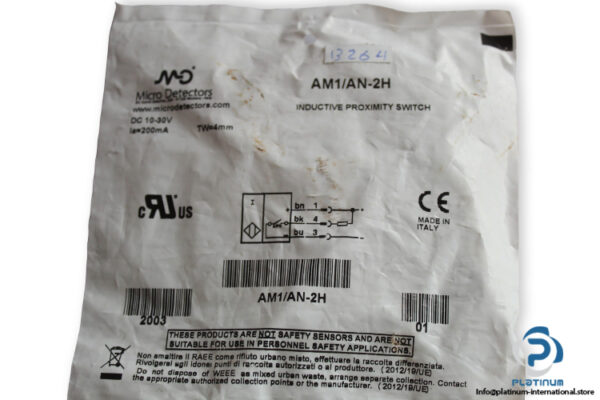 13264
MD
Micro Detectors
www.microdetectors.com
DC 10-30V
Ia=200mA TW=4mm
AM1/AN-2H
INDUCTIVE PROXIMITY SWITCH
c RU US
I
bn 1 +
bk 4
bu 3 -
CE
MADE IN
ITALY
AM1/AN-2H
2003
01
THESE PRODUCTS ARE NOT SAFETY SENSORS AND ARE NOT
SUITABLE FOR USE IN PERSONNEL SAFETY APPLICATIONS.
Non smaltire il RAEE come rifiuto urbano misto, effettuare la raccolta differenziata.
Rivolgersi agli idonei punti di raccolta autorizzati o al produttore. (2012/19/UE)
Do not dispose of WEEE as mixed urban waste, arrange separate collection. Contact
the appropriate authorized collection points or the manufacturer. (2012/19/UE)
PLATINUM
INTERNATIONAL
info@platinum-international.store